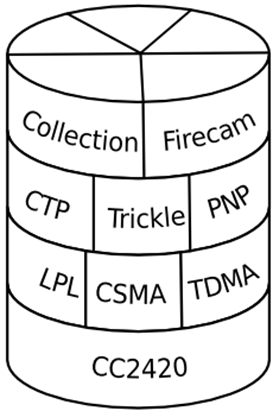 Collection Firecam
CTP Trickle PNP
LPL CSMA TDMA
CC2420